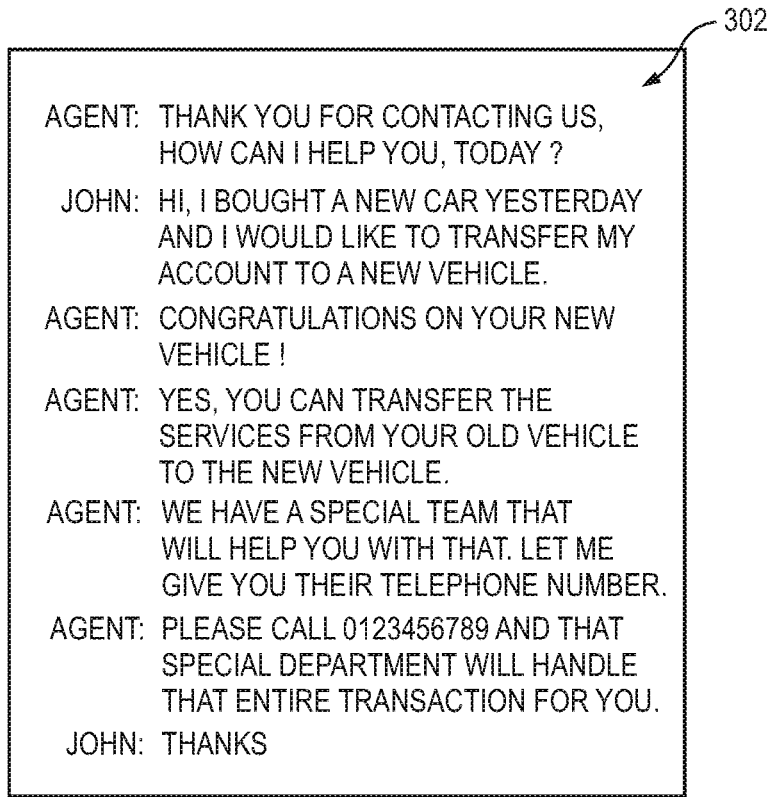 302
AGENT: THANK YOU FOR CONTACTING US,
HOW CAN I HELP YOU, TODAY ?
JOHN: HI, I BOUGHT A NEW CAR YESTERDAY
AND I WOULD LIKE TO TRANSFER MY
ACCOUNT TO A NEW VEHICLE.
AGENT: CONGRATULATIONS ON YOUR NEW
VEHICLE !
AGENT: YES, YOU CAN TRANSFER THE
SERVICES FROM YOUR OLD VEHICLE
TO THE NEW VEHICLE.
AGENT: WE HAVE A SPECIAL TEAM THAT
WILL HELP YOU WITH THAT. LET ME
GIVE YOU THEIR TELEPHONE NUMBER.
AGENT: PLEASE CALL 0123456789 AND THAT
SPECIAL DEPARTMENT WILL HANDLE
THAT ENTIRE TRANSACTION FOR YOU.
JOHN: THANKS